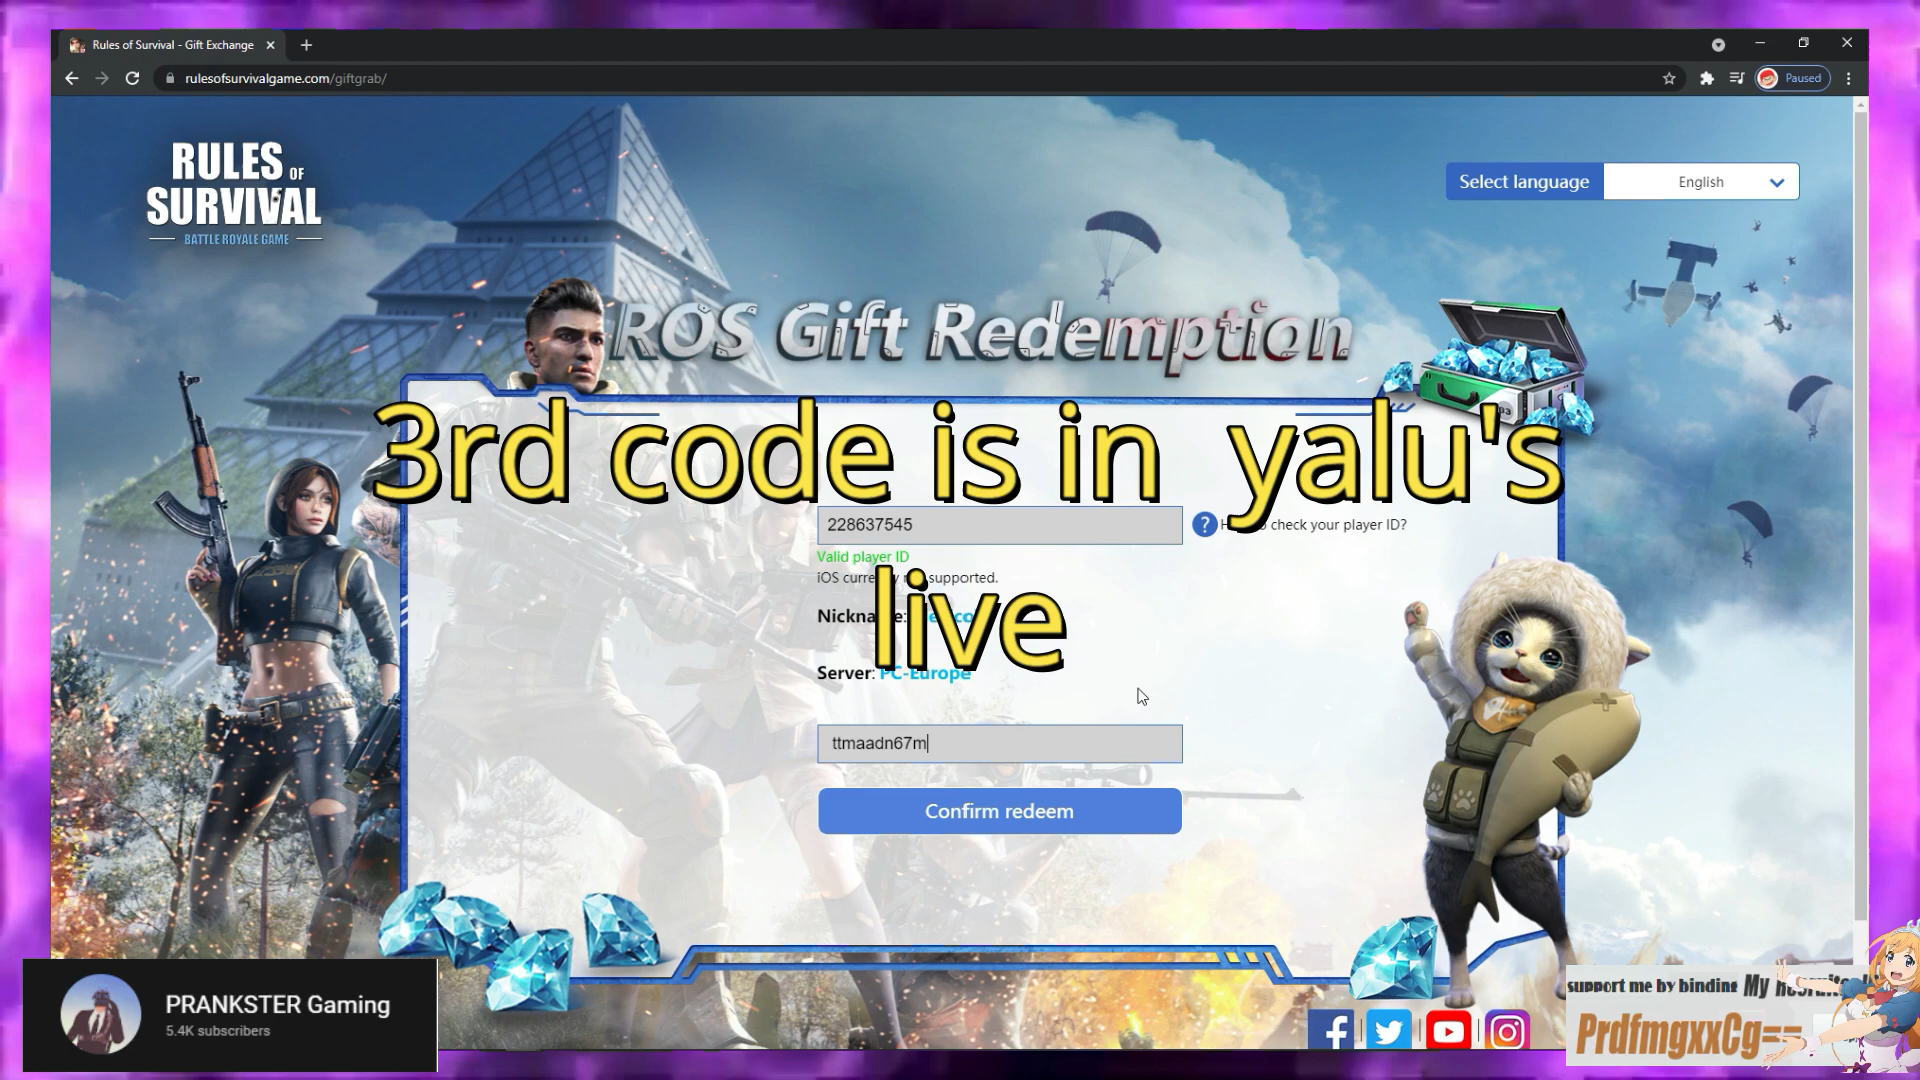 Rules of Survival - Gift Exchange
rulesofsurvivalgame.com/giftgrab/
Paused
RULES OF
SURVIVAL
BATTLE ROYALE GAME
Select language
English
ROS Gift Redemption
3rd code is in yalu's
228637545
check your player ID?
Valid player ID
iOS supported.
live
Server: PC-Europe
ttmaadn67m
Confirm redeem
PRANKSTER Gaming
5.4K subscribers
support me by binding My
PrdfmgxxCg==